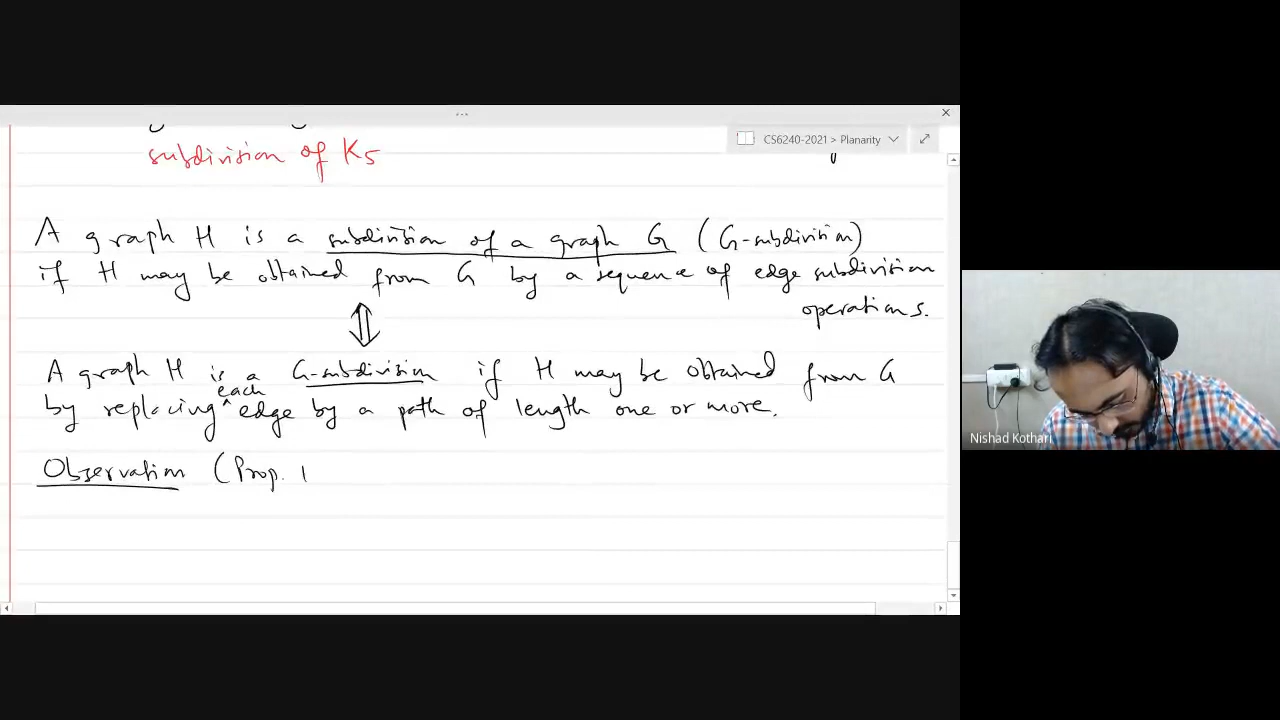 CS6240-2021 > Planarity
subdivision of K5
A graph H is a subdivision of a graph G (G-subdivision)
if H may be obtained from G by a sequence of edge subdivision
operations.
A graph H is a G-subdivision if H may be obtained from G
by replacing each edge by a path of length one or more.
Observation (Prop. 1
Nishad Kothari